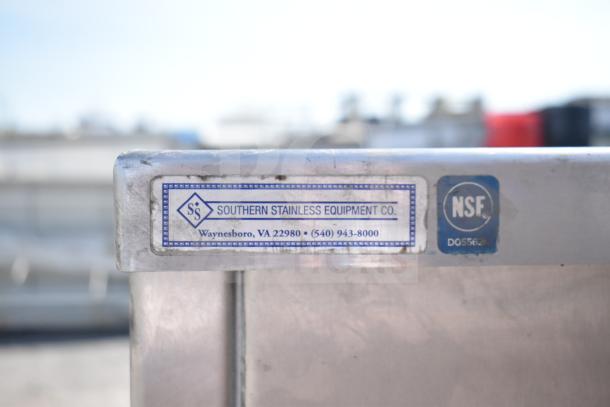 SS SOUTHERN STAINLESS EQUIPMENT CO.
Waynesboro, VA 22980 • (540) 943-8000
NSF